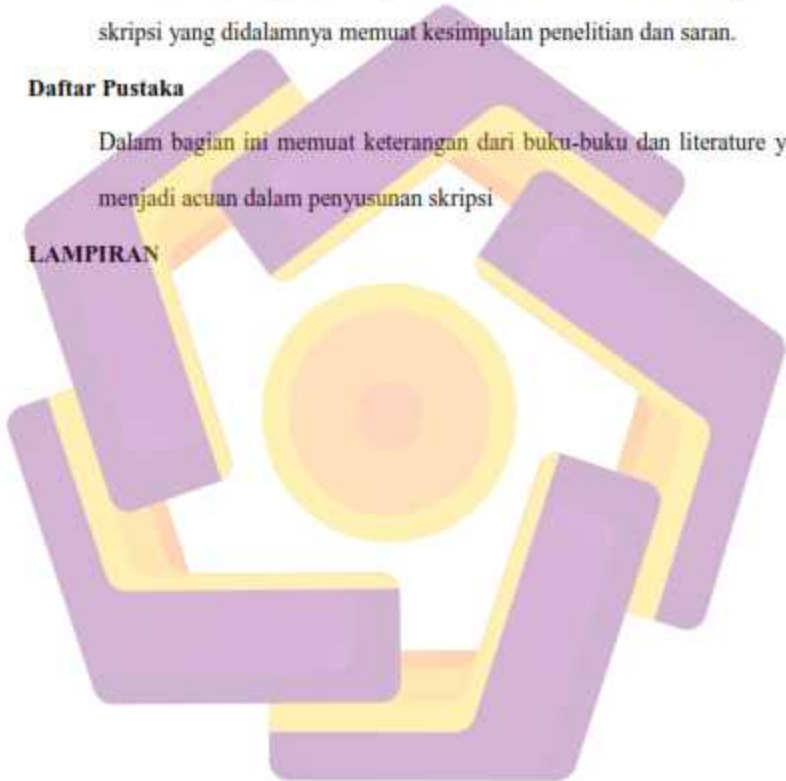 skripsi yang didalamnya memuat kesimpulan penelitian dan saran.
Daftar Pustaka
Dalam bagian ini memuat keterangan dari buku-buku dan literature y
menjadi acuan dalam penyusunan skripsi
LAMPIRAN